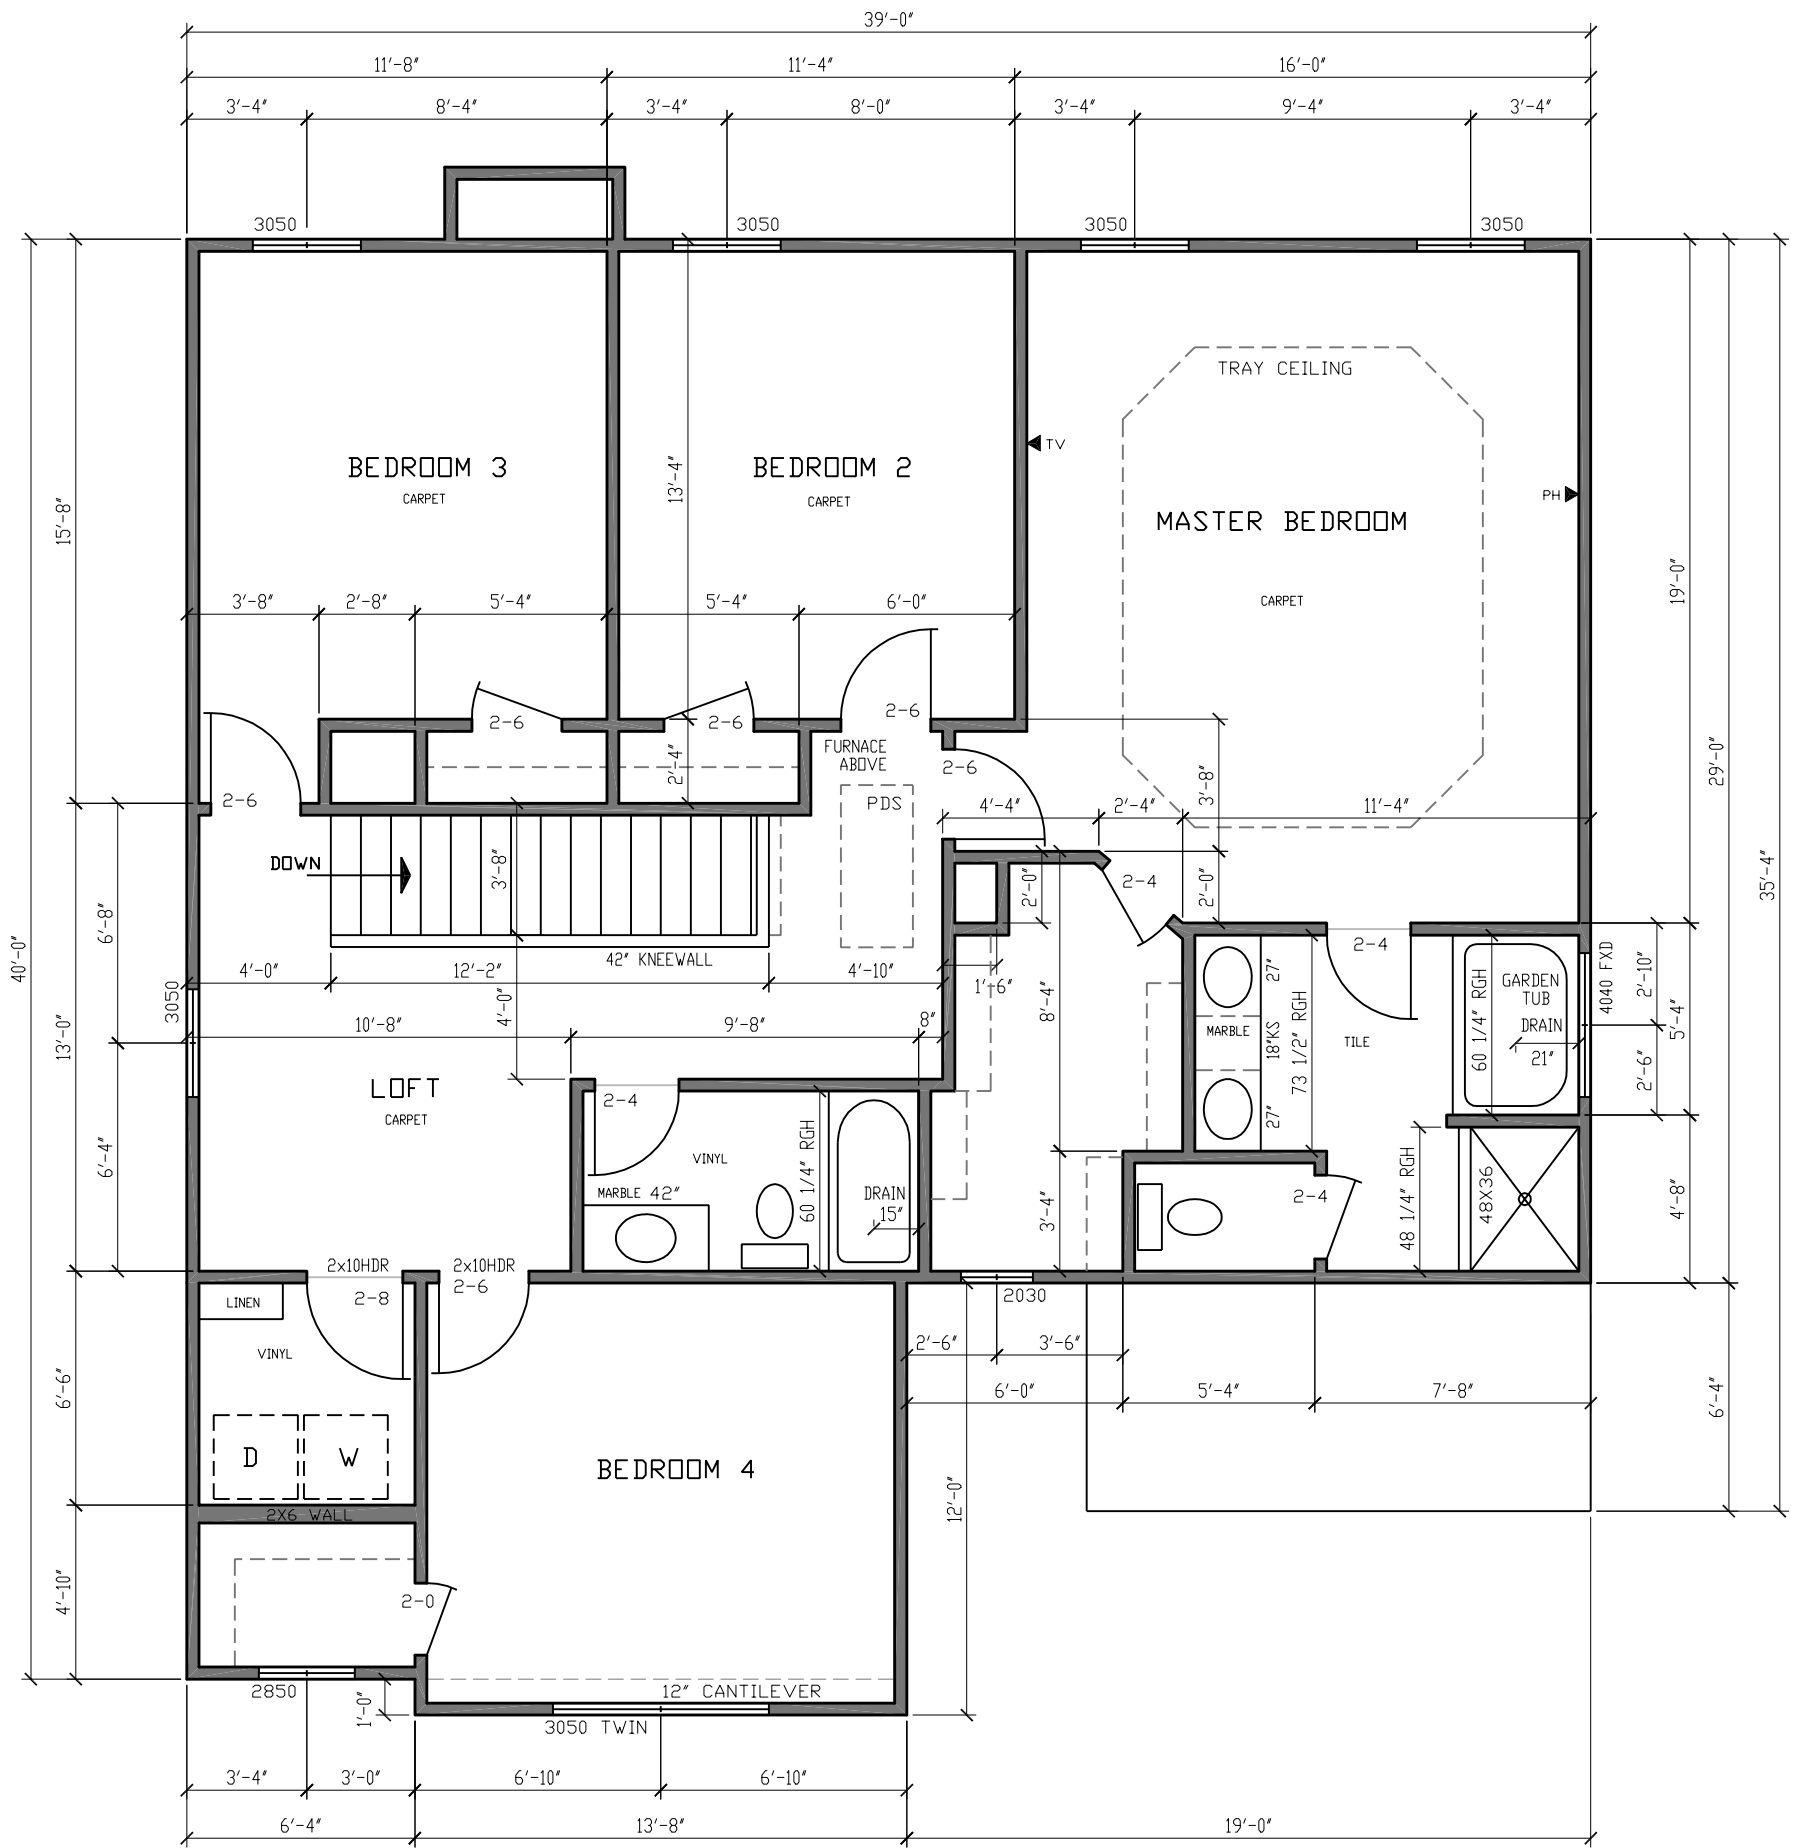 39'-0"
11'-8" 11'-4" 16'-0"
3'-4" 8'-4" 3'-4" 8'-0" 3'-4" 9'-4" 3'-4"
3050 3050 3050 3050
TRAY CEILING
TV
BEDROOM 3
CARPET
13'-4"
BEDROOM 2
CARPET
PH
MASTER BEDROOM
CARPET
15'-8"
19'-0"
29'-0"
35'-4"
40'-0"
3'-8" 2'-8" 5'-4" 5'-4" 6'-0"
2-6
2-6
2-6
2-6
2-6
2'-4"
FURNACE
ABOVE
PDS
3'-8"
4'-4" 2'-4" 11'-4"
DOWN
3'-8"
2'-0"
2-4
2'-0"
6'-8"
42" KNEEWALL
4'-0" 12'-2" 4'-10"
1'-6"
3050
4'-0"
8'-4"
2-4
27"
MARBLE
18"KS
27"
73 1/2" RGH
TILE
60 1/4" RGH
GARDEN
TUB
DRAIN
21"
4040 FXD
2'-10"
5'-4"
2'-6"
13'-0"
10'-8" 9'-8" 8"
LOFT
CARPET
2-4
VINYL
MARBLE 42"
60 1/4" RGH
DRAIN
15"
6'-4"
3'-4"
2-4
48 1/4" RGH
48X36
4'-8"
2x10HDR 2x10HDR
2-8 2-6
LINEN
VINYL
2030
2'-6" 3'-6"
6'-0" 5'-4" 7'-8"
6'-4"
6'-6"
D W
BEDROOM 4
12'-0"
2X6 WALL
4'-10"
2-0
2850
1'-0"
12" CANTILEVER
3050 TWIN
3'-4" 3'-0" 6'-10" 6'-10"
6'-4" 13'-8" 19'-0"